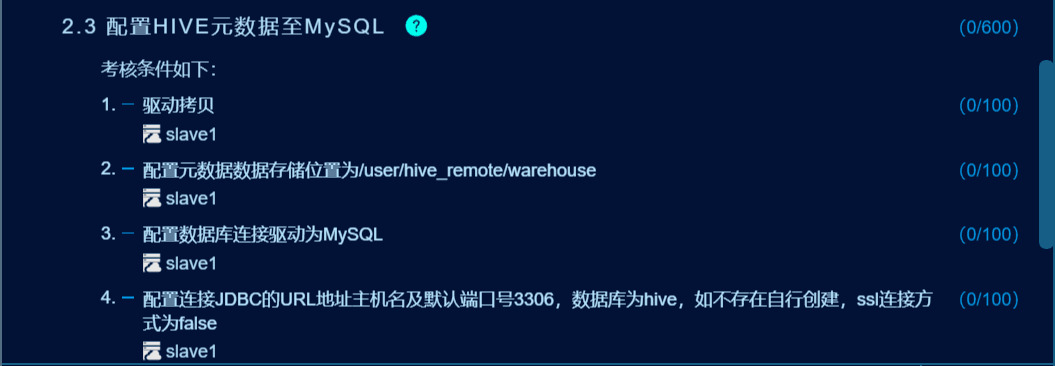 2.3 配置HIVE元数据至MySQL ? (0/600)
考核条件如下：
1. 驱动拷贝 (0/100)
slave1
2. 配置元数据数据存储位置为/user/hive_remote/warehouse (0/100)
slave1
3. 配置数据库连接驱动为MySQL (0/100)
slave1
4. 配置连接JDBC的URL地址主机名及默认端口号3306，数据库为hive，如不存在自行创建，ssl连接方 (0/100)
式为false
slave1